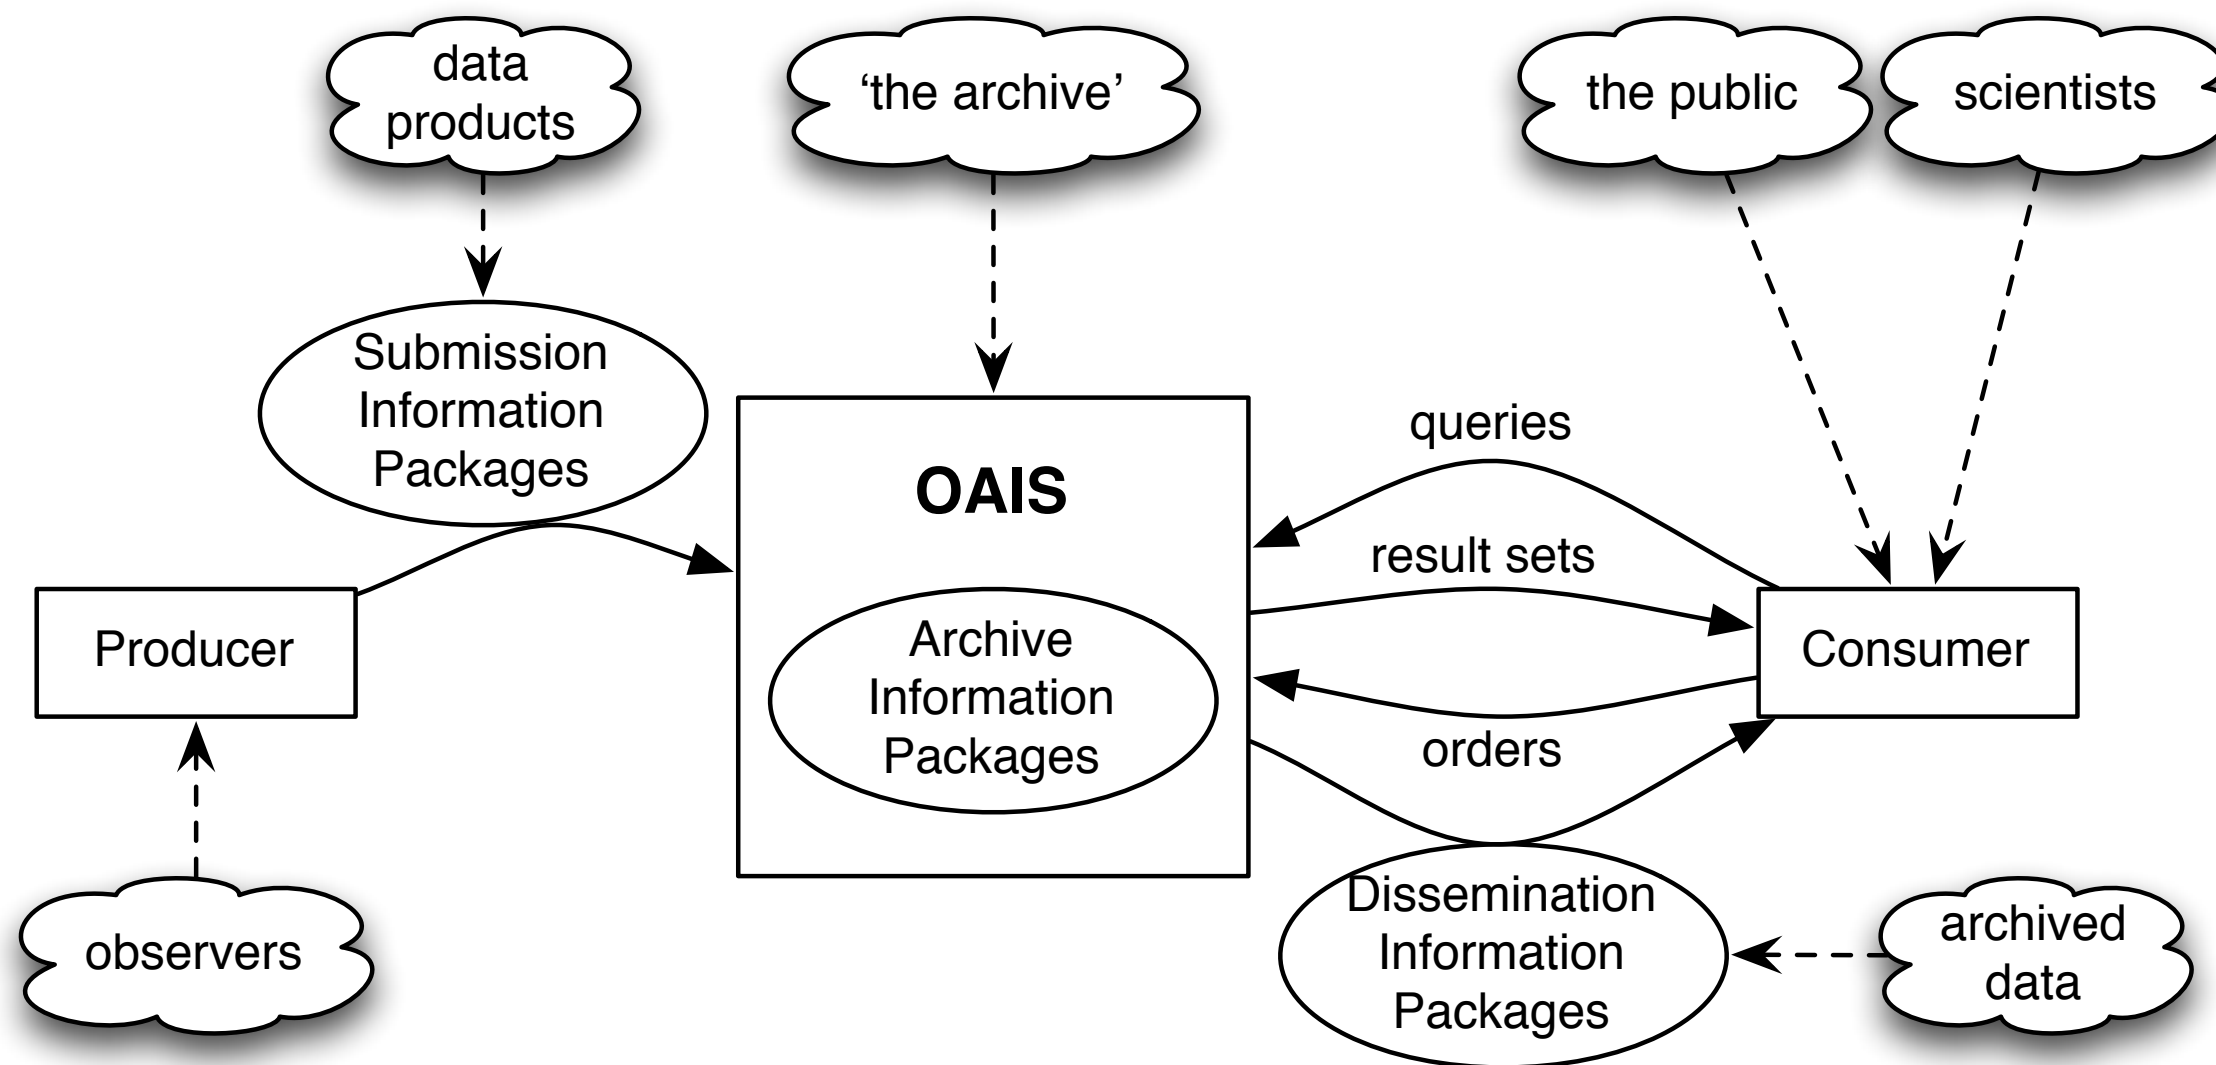 data
products
‘the archive’
the public
scientists
Submission
Information
Packages
queries
OAIS
result sets
Producer
Archive
Information
Packages
Consumer
orders
observers
Dissemination
Information
Packages
archived
data